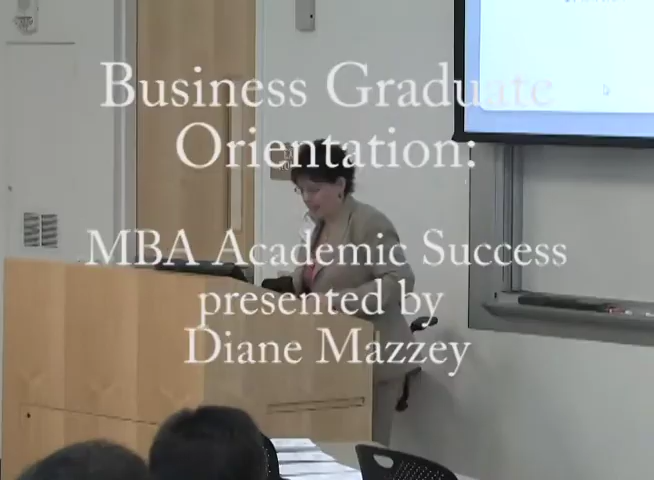 Business Graduate
Orientation:
MBA Academic Success
presented by
Diane Mazzey